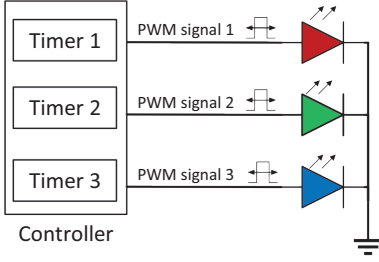 Timer 1
PWM signal 1
Timer 2
PWM signal 2
Timer 3
PWM signal 3
Controller